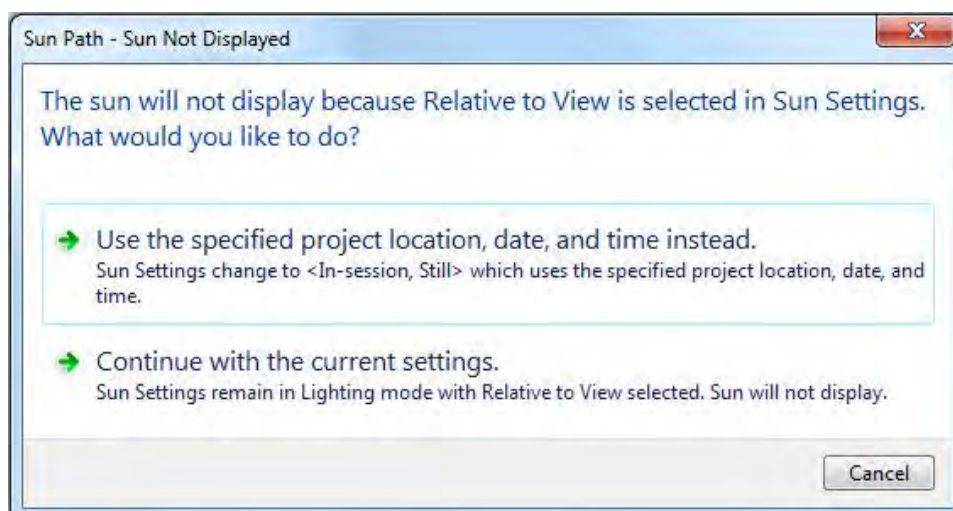 Sun Path - Sun Not Displayed
The sun will not display because Relative to View is selected in Sun Settings.
What would you like to do?
Use the specified project location, date, and time instead.
Sun Settings change to <In-session, Still> which uses the specified project location, date, and
time.
Continue with the current settings.
Sun Settings remain in Lighting mode with Relative to View selected. Sun will not display.
Cancel